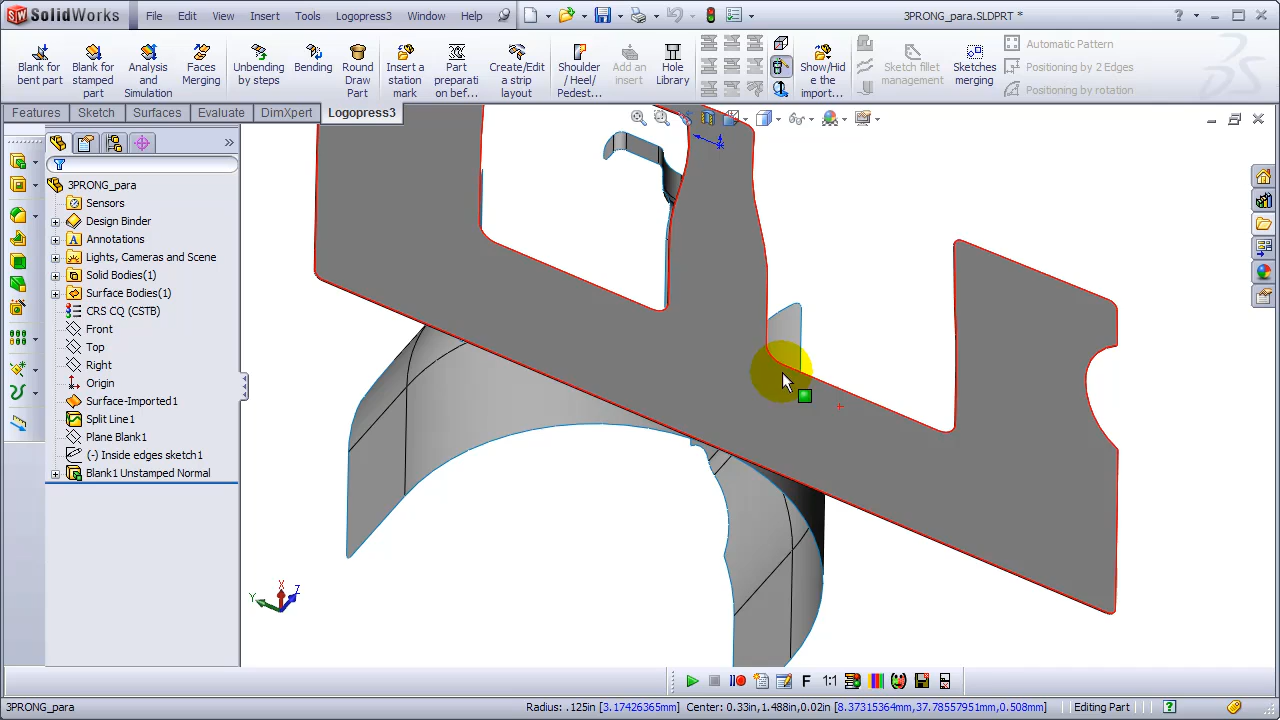 SolidWorks File Edit View Insert Tools Logopress3 Window Help 3PRONG_para.SLDPRT *
Blank for bent part
Blank for stamped part
Analysis and Simulation
Face Merging
Unbending by steps
Bending
Round Draw Part
Insert a station mark
Part preparation on bef...
Create/Edit a strip layout
Shoulder / Heel/ Pedest...
Add an insert
Hole Library
Show/Hide the import...
Sketch fillet management
Sketches merging
Automatic Pattern
Positioning by 2 Edges
Positioning by rotation
Features Sketch Surfaces Evaluate DimXpert Logopress3
3PRONG_para
Sensors
Design Binder
Annotations
Lights, Cameras and Scene
Solid Bodies(1)
Surface Bodies(1)
CRS CQ (CSTB)
Front
Top
Right
Origin
Surface-Imported1
Split Line1
Plane Blank1
(-) Inside edges sketch1
Blank1 Unstamped Normal
X
Y
Z
F 1:1
3PRONG_para Radius: .125in [3.17426365mm] Center: 0.33in,1.488in,0.02in [8.37315364mm,37.78557951mm,0.508mm] Editing Part